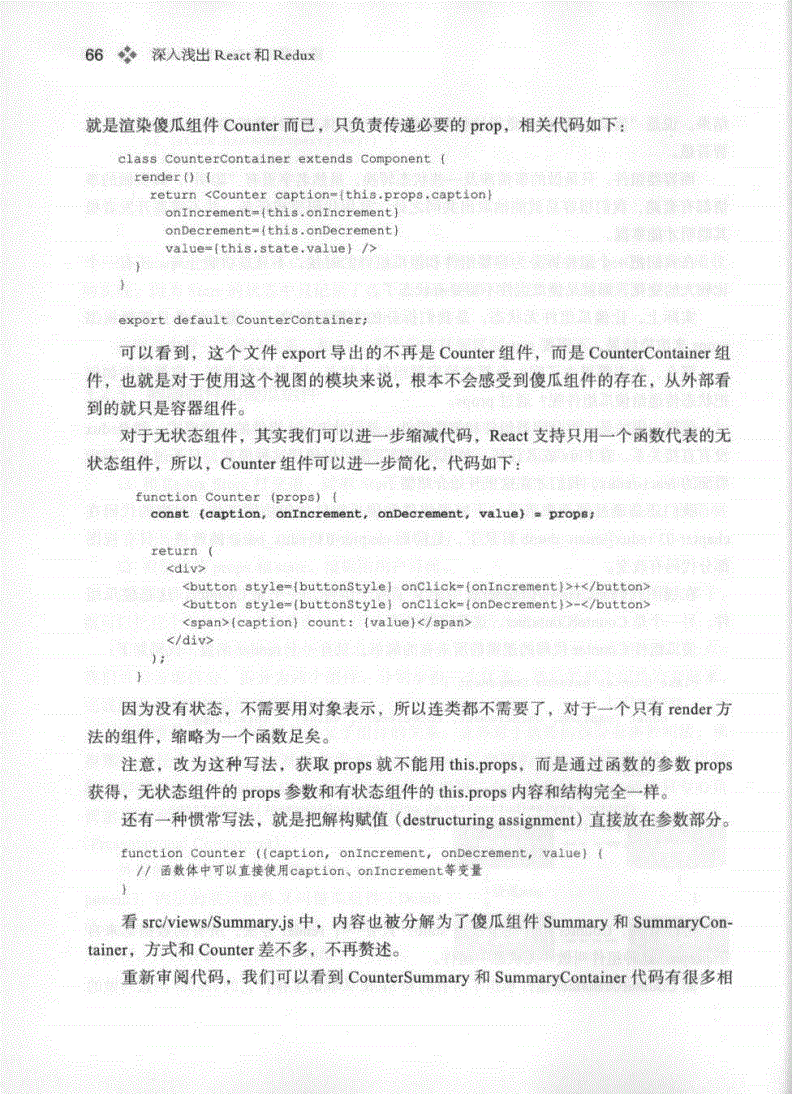 66 深入浅出 React 和 Redux
就是渲染傻瓜组件 Counter 而已，只负责传递必要的 prop，相关代码如下：
class CounterContainer extends Component {
render() {
return <Counter caption={this.props.caption}
onIncrement={this.onIncrement}
onDecrement={this.onDecrement}
value={this.state.value} />
}
}
export default CounterContainer;
可以看到，这个文件 export 导出的不再是 Counter 组件，而是 CounterContainer 组
件，也就是对于使用这个视图的模块来说，根本不会感受到傻瓜组件的存在，从外部看
到的就只是容器组件。
对于无状态组件，其实我们可以进一步缩减代码，React 支持只用一个函数代表的无
状态组件，所以，Counter 组件可以进一步简化，代码如下：
function Counter (props) {
const {caption, onIncrement, onDecrement, value} = props;
return (
<div>
<button style={buttonStyle} onClick={onIncrement}>+</button>
<button style={buttonStyle} onClick={onDecrement}>-</button>
<span>{caption} count: {value}</span>
</div>
);
}
因为没有状态，不需要用对象表示，所以连类都不需要了，对于一个只有 render 方
法的组件，缩略为一个函数足矣。
注意，改为这种写法，获取 props 就不能用 this.props，而是通过函数的参数 props
获得，无状态组件的 props 参数和有状态组件的 this.props 内容和结构完全一样。
还有一种惯常写法，就是把解构赋值（destructuring assignment）直接放在参数部分。
function Counter ({caption, onIncrement, onDecrement, value} {
// 函数体中可以直接使用caption、onIncrement等变量
}
看 src/views/Summary.js 中，内容也被分解为了傻瓜组件 Summary 和 SummaryCon-
tainer，方式和 Counter 差不多，不再赘述。
重新审阅代码，我们可以看到 CounterSummary 和 SummaryContainer 代码有很多相